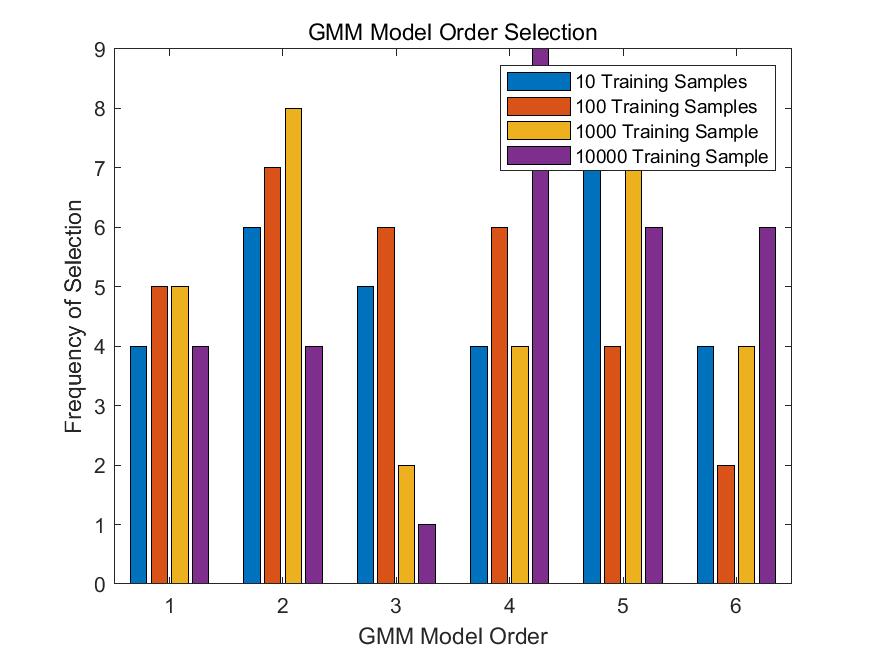 GMM Model Order Selection
9
8
7
6
5
4
3
2
1
0
Frequency of Selection
10 Training Samples
100 Training Samples
1000 Training Sample
10000 Training Sample
1 2 3 4 5 6
GMM Model Order